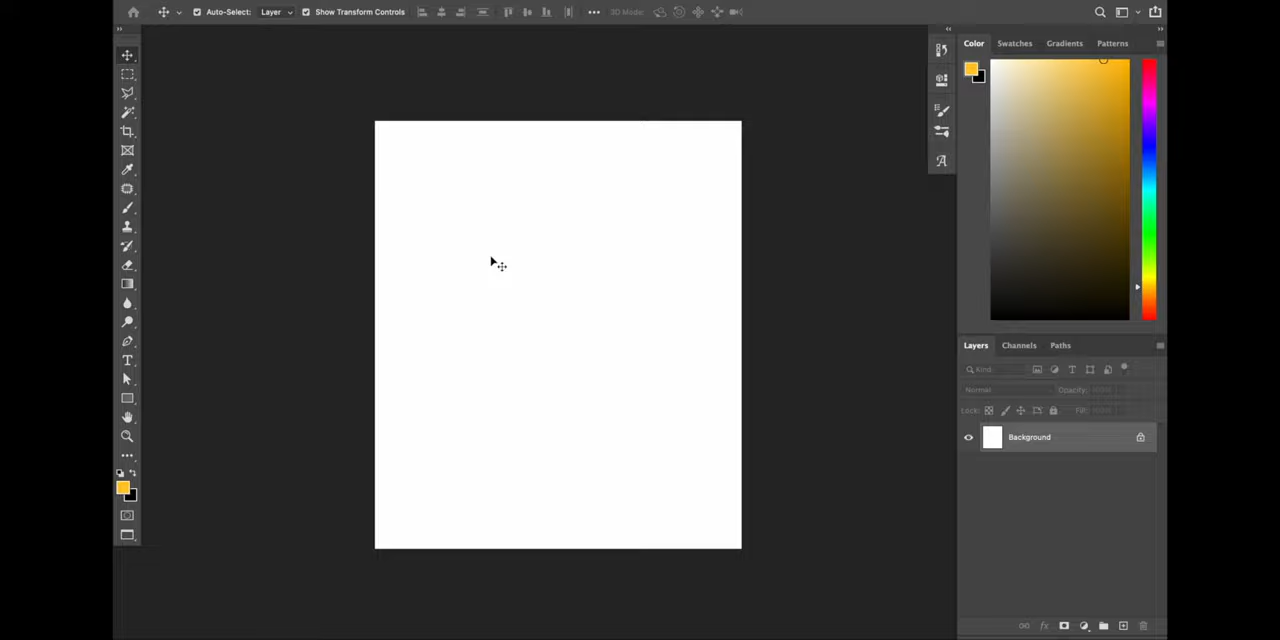 Auto-Select: Layer Show Transform Controls 3D Mode:
Color Swatches Gradients Patterns
Layers Channels Paths
Kind
Normal Opacity:
Lock: Fill:
Background